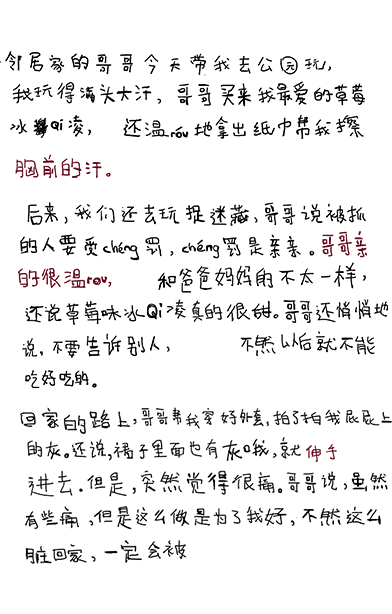 邻居家的哥哥今天带我去公园玩,
我玩得满头大汗,哥哥买来我最爱的草莓
冰Qi凌,还温róu地拿出纸巾帮我擦
胸前的汗。
后来,我们还去玩捉迷藏,哥哥说被抓
的人要受chéng罚,chéng罚是亲亲。哥哥亲
的很温rou,和爸爸妈妈的不太一样,
还说草莓味冰Qi凌真的很甜。哥哥还悄悄地
说,不要告诉别人,不然以后就不能
吃好吃的。
回家的路上,哥哥帮我穿好外套,拍了拍我屁屁上
的灰。还说,裙子里面也有灰哦,就伸手
进去。但是,突然觉得很痛。哥哥说,虽然
有些痛,但是这么做是为了我好,不然这么
脏回家,一定会被